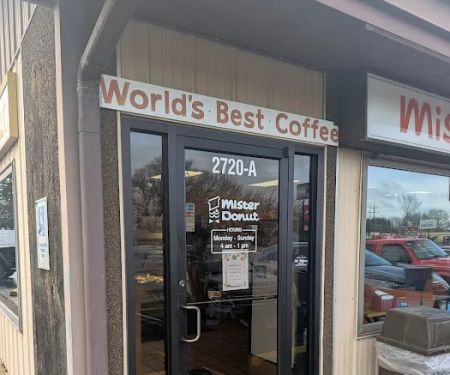 World's · Best Coffee
2720-A
Mister
Donut
HOURS
Monday - Sunday
4 am - 1 pm
Mis